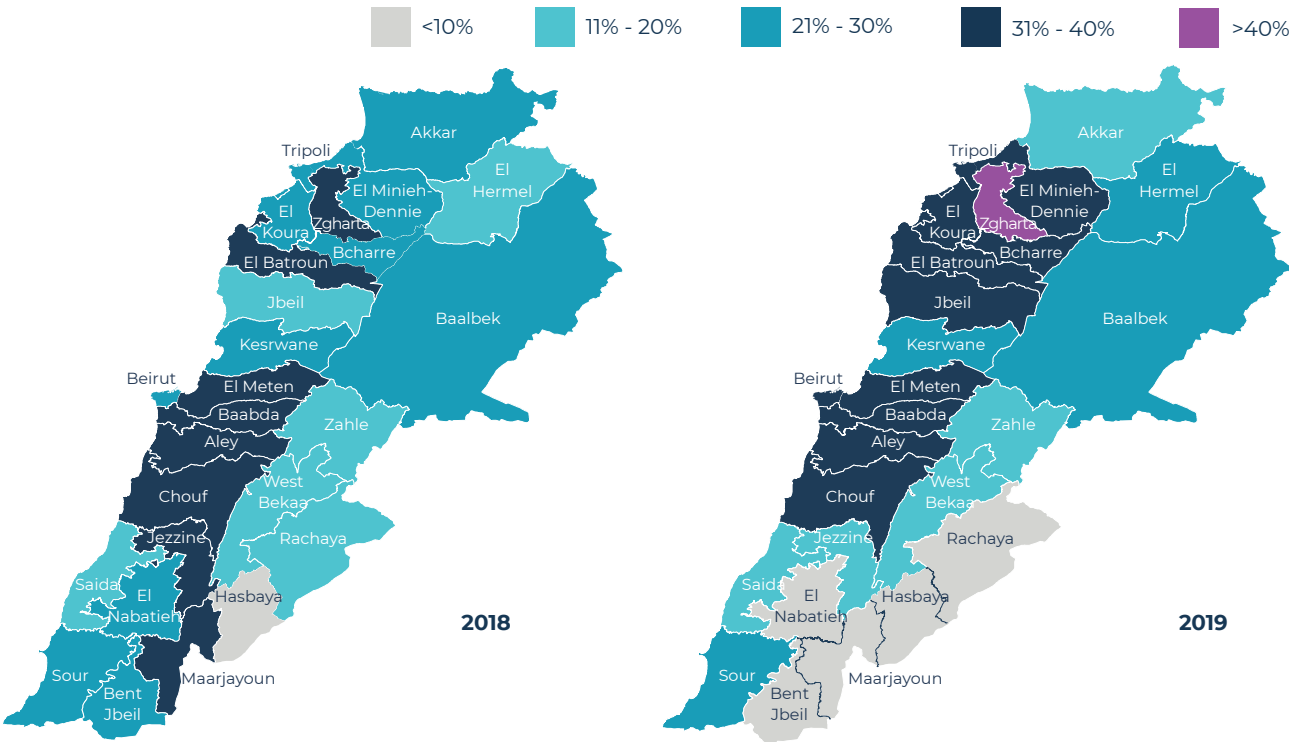 <10%
11% - 20%
21% - 30%
31% - 40%
>40%
Akkar
Tripoli
El
Hermel
El Minieh-
Dennie
El
Koura
Zgharta
Bcharre
El Batroun
Jbeil
Baalbek
Kesrwane
Beirut
El Meten
Baabda
Zahle
Aley
West
Bekaa
Chouf
Jezzine
Rachaya
Saida
El
Nabatieh
Hasbaya
2018
Sour
Maarjayoun
Bent
Jbeil
Akkar
Tripoli
El
Hermel
El Minieh-
Dennie
El
Koura
Zgharta
Bcharre
El Batroun
Jbeil
Baalbek
Kesrwane
Beirut
El Meten
Baabda
Zahle
Aley
West
Bekaa
Chouf
Jezzine
Rachaya
Saida
El
Nabatieh
Hasbaya
2019
Sour
Maarjayoun
Bent
Jbeil